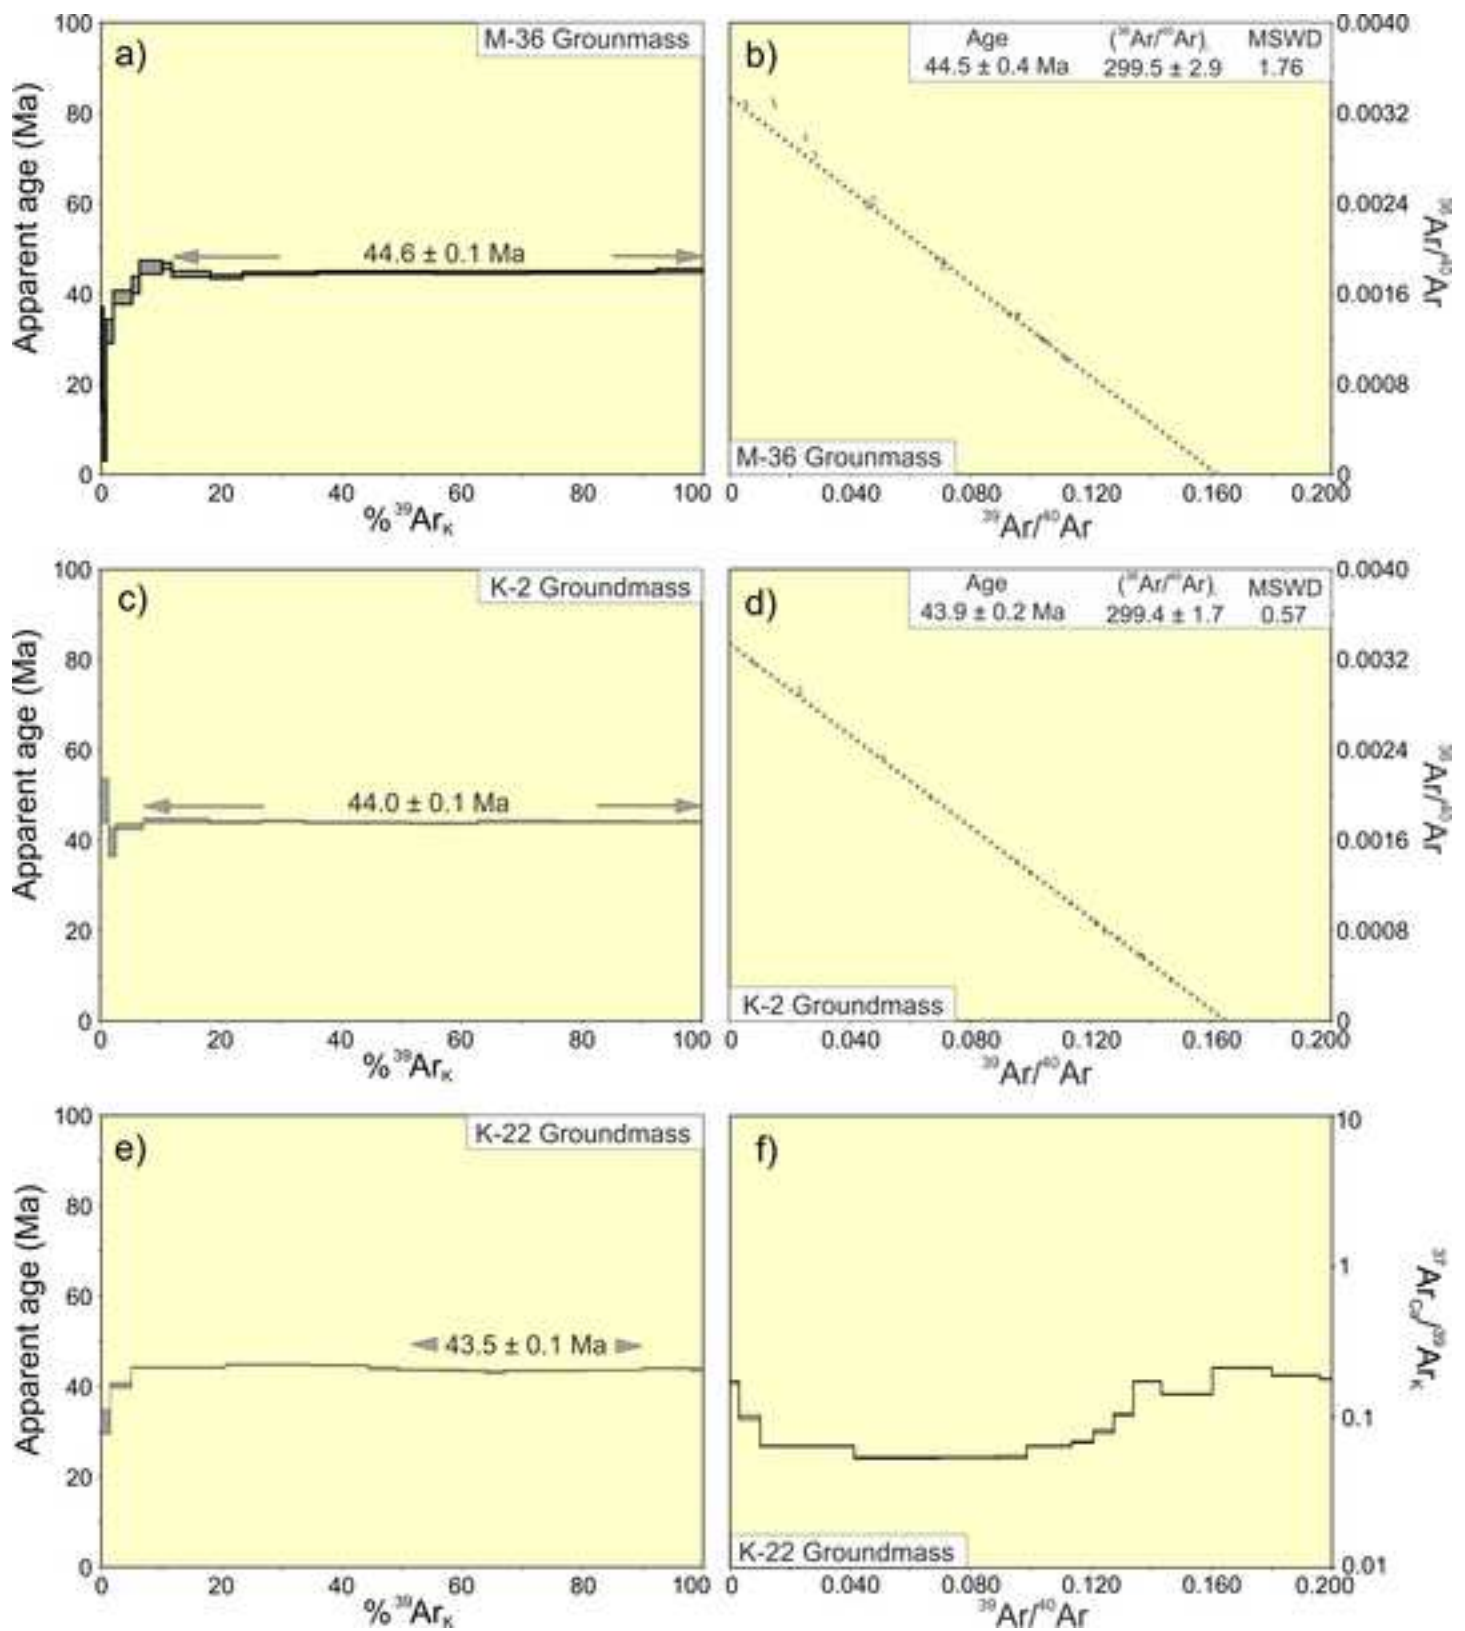 a)
M-36 Grounmass
Apparent age (Ma)
100
80
60
40
20
0
44.6 ± 0.1 Ma
0 20 40 60 80 100
% ³⁹Ar_K
b)
Age (³⁶Ar/⁴⁰Ar)ᵢ MSWD
44.5 ± 0.4 Ma 299.5 ± 2.9 1.76
0.0040
0.0032
0.0024
0.0016
0.0008
0
³⁶Ar/⁴⁰Ar
M-36 Grounmass
0 0.040 0.080 0.120 0.160 0.200
³⁹Ar/⁴⁰Ar
c)
K-2 Groundmass
Apparent age (Ma)
100
80
60
40
20
0
44.0 ± 0.1 Ma
0 20 40 60 80 100
% ³⁹Ar_K
d)
Age (³⁶Ar/⁴⁰Ar)ᵢ MSWD
43.9 ± 0.2 Ma 299.4 ± 1.7 0.57
0.0040
0.0032
0.0024
0.0016
0.0008
0
³⁶Ar/⁴⁰Ar
K-2 Groundmass
0 0.040 0.080 0.120 0.160 0.200
³⁹Ar/⁴⁰Ar
e)
K-22 Groundmass
Apparent age (Ma)
100
80
60
40
20
0
43.5 ± 0.1 Ma
0 20 40 60 80 100
% ³⁹Ar_K
f)
10
1
0.1
0.01
³⁷Ar_Ca/³⁹Ar_K
K-22 Groundmass
0 0.040 0.080 0.120 0.160 0.200
³⁹Ar/⁴⁰Ar